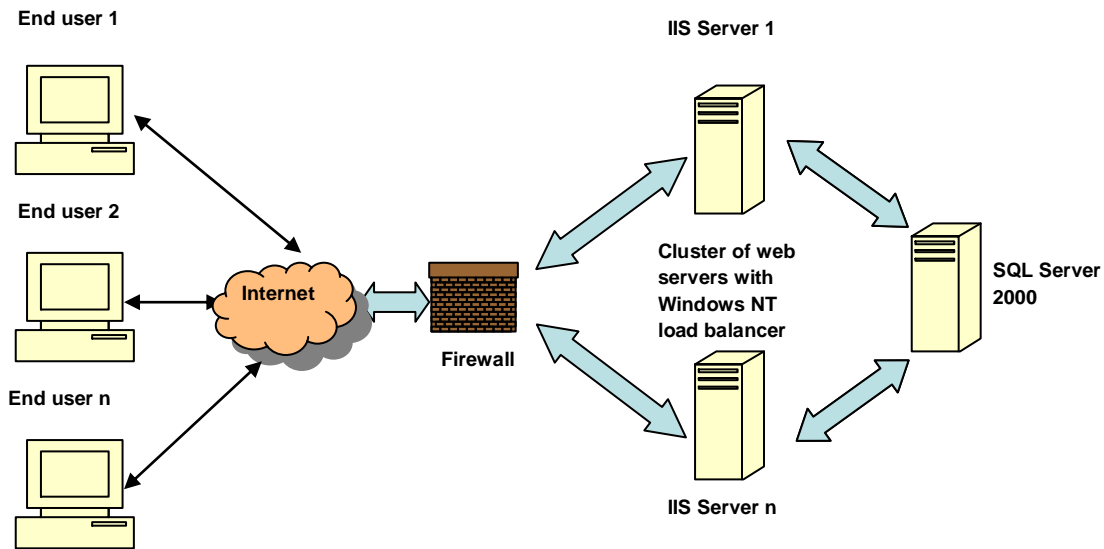 End user 1
IIS Server 1
End user 2
Cluster of web
servers with
Windows NT
load balancer
SQL Server
2000
Internet
Firewall
End user n
IIS Server n